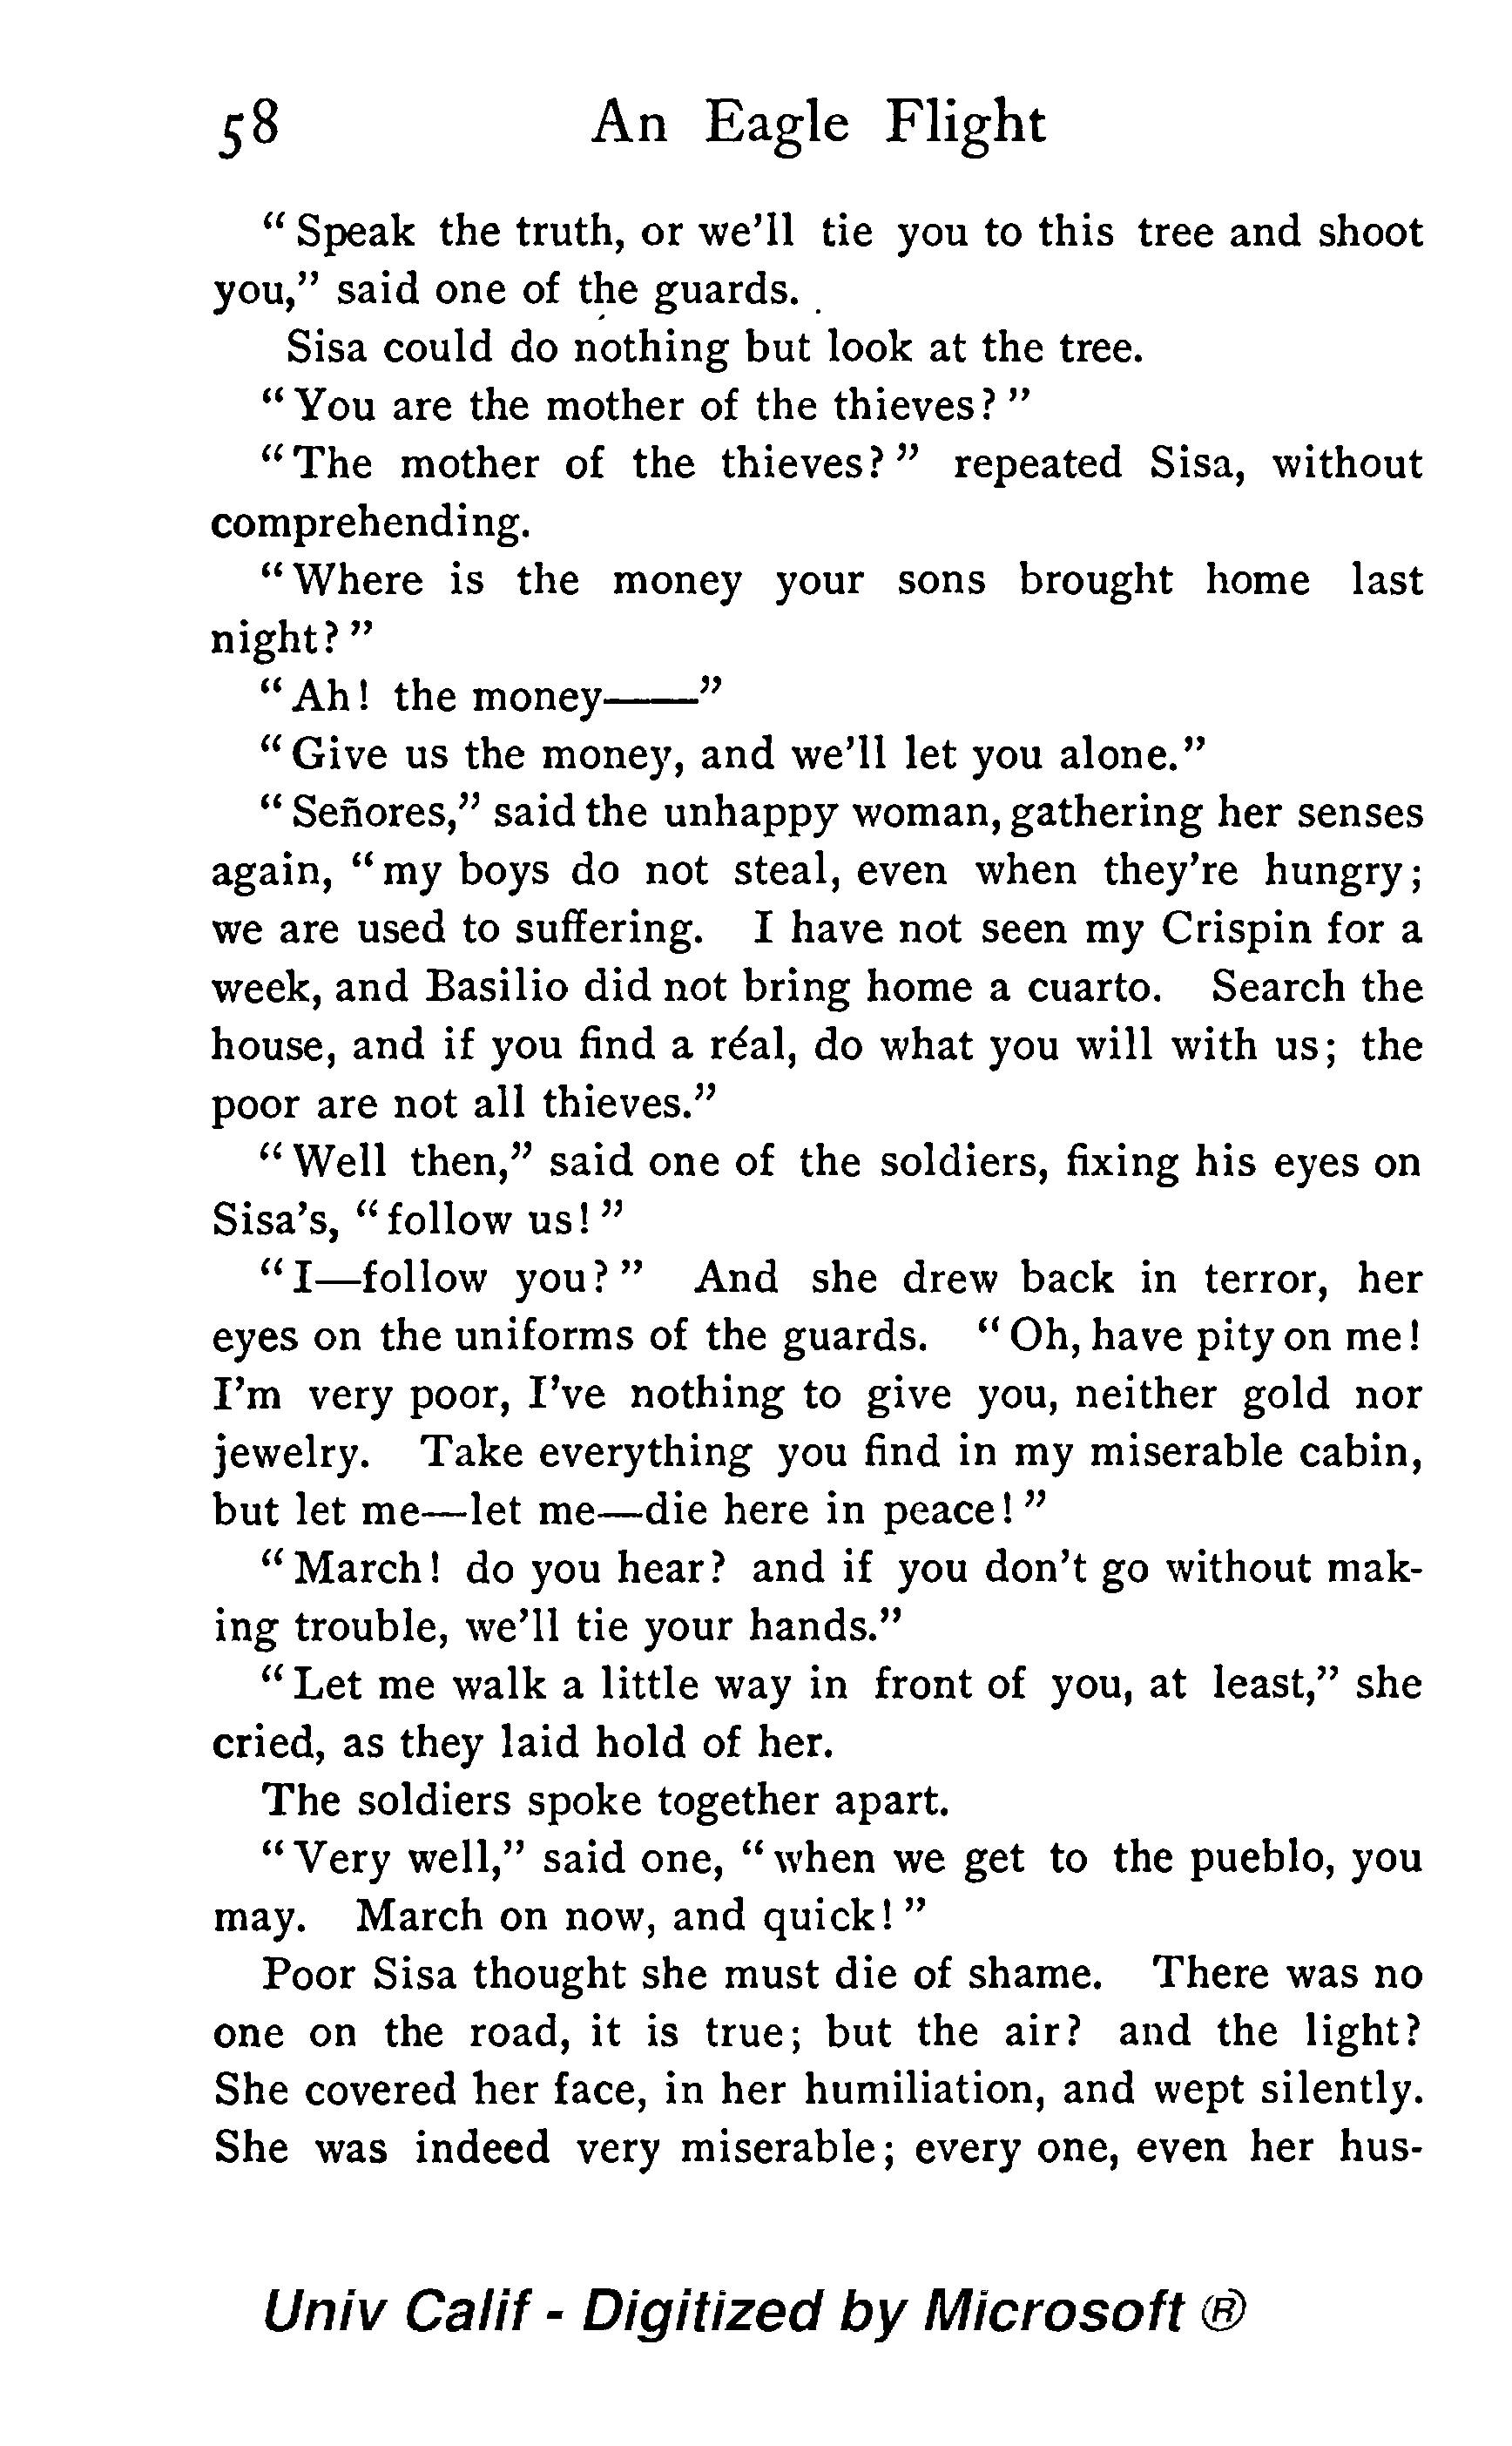 58 An Eagle Flight
“Speak the truth, or we’ll tie you to this tree and shoot
you,” said one of the guards.
Sisa could do nothing but look at the tree.
“You are the mother of the thieves?”
“The mother of the thieves?” repeated Sisa, without
comprehending.
“Where is the money your sons brought home last
night?”
“Ah! the money——”
“Give us the money, and we’ll let you alone.”
“Señores,” said the unhappy woman, gathering her senses
again, “my boys do not steal, even when they’re hungry;
we are used to suffering. I have not seen my Crispin for a
week, and Basilio did not bring home a cuarto. Search the
house, and if you find a réal, do what you will with us; the
poor are not all thieves.”
“Well then,” said one of the soldiers, fixing his eyes on
Sisa’s, “follow us!”
“I—follow you?” And she drew back in terror, her
eyes on the uniforms of the guards. “Oh, have pity on me!
I’m very poor, I’ve nothing to give you, neither gold nor
jewelry. Take everything you find in my miserable cabin,
but let me—let me—die here in peace!”
“March! do you hear? and if you don’t go without mak-
ing trouble, we’ll tie your hands.”
“Let me walk a little way in front of you, at least,” she
cried, as they laid hold of her.
The soldiers spoke together apart.
“Very well,” said one, “when we get to the pueblo, you
may. March on now, and quick!”
Poor Sisa thought she must die of shame. There was no
one on the road, it is true; but the air? and the light?
She covered her face, in her humiliation, and wept silently.
She was indeed very miserable; every one, even her hus-
Univ Calif - Digitized by Microsoft ®